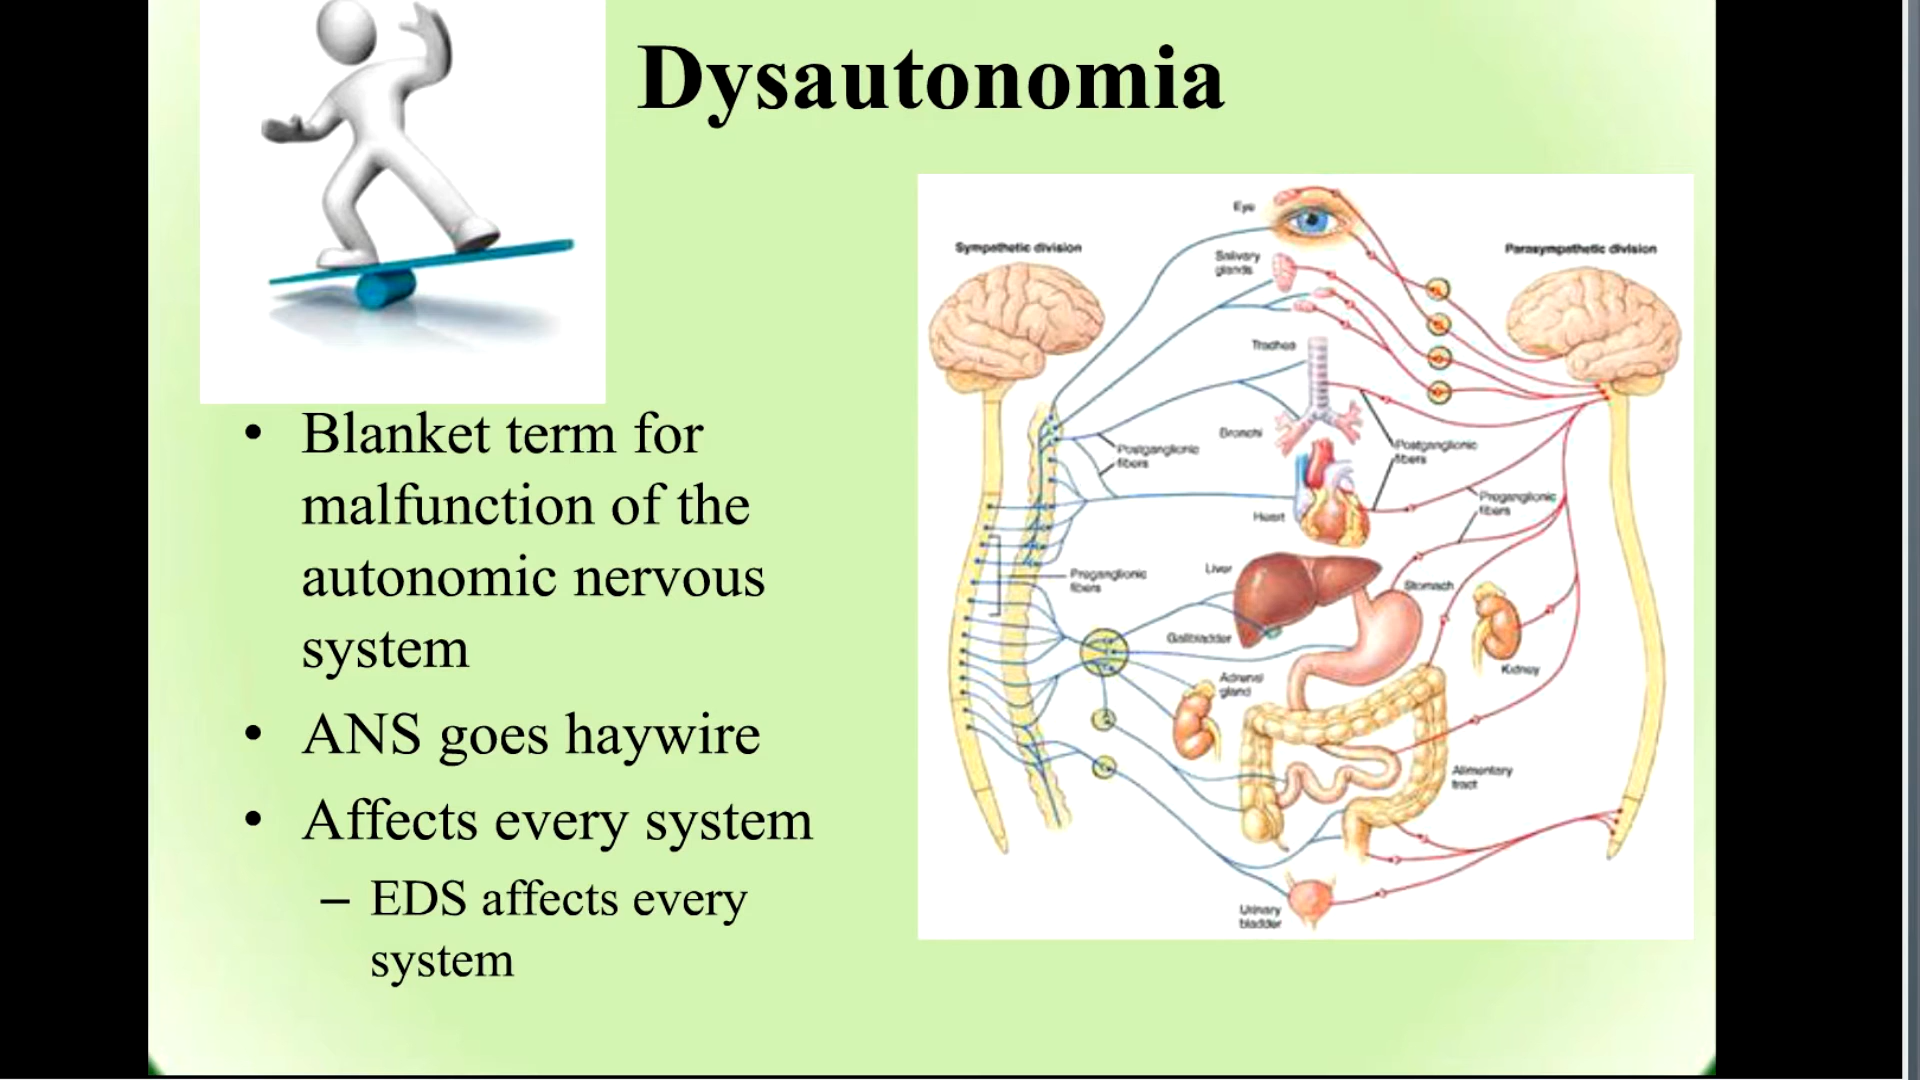 Dysautonomia
• Blanket term for
malfunction of the
autonomic nervous
system
• ANS goes haywire
• Affects every system
– EDS affects every
system
Eye
Sympathetic division
Parasympathetic division
Salivary
glands
Trachea
Bronchi
Postganglionic
fibers
Postganglionic
fibers
Preganglionic
fibers
Heart
Liver
Preganglionic
fibers
Stomach
Gallbladder
Adrenal
gland
Kidney
Alimentary
tract
Urinary
bladder